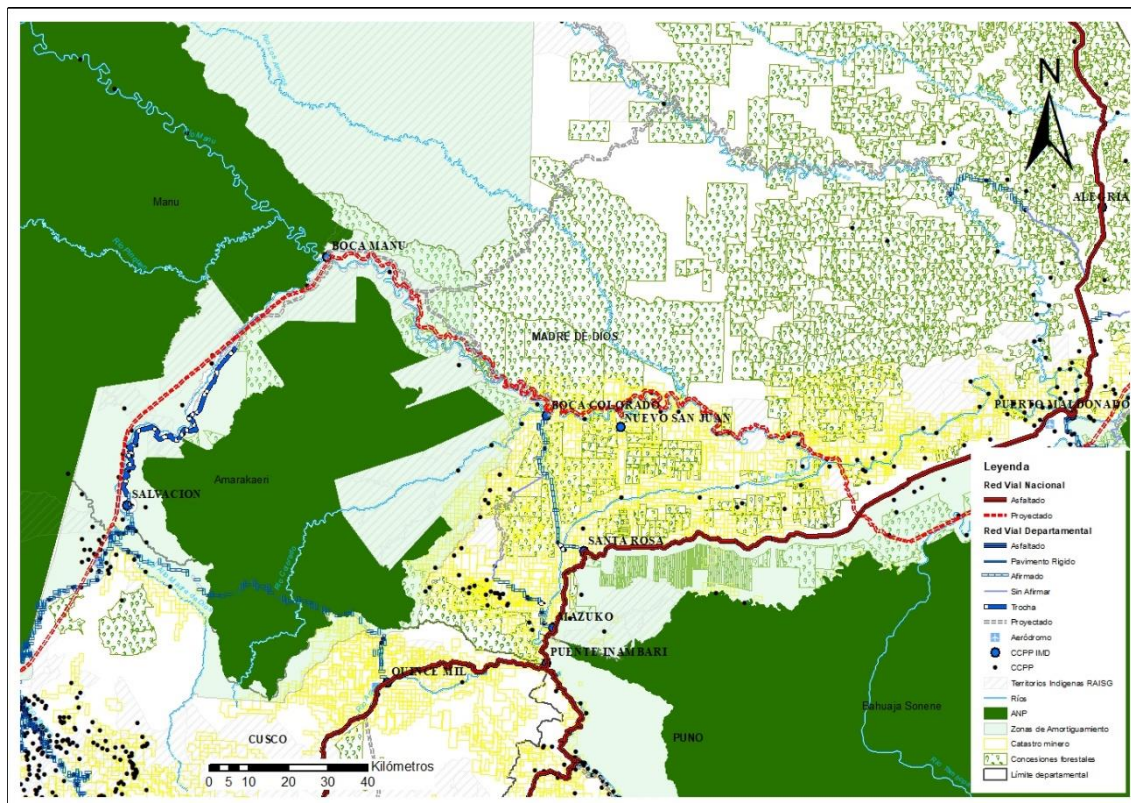 N
Manu
BOCA MANU
ALEGRIA
MADRE DE DIOS
BOCA COLORADO
NUEVO SAN JUAN
PUERTO MALDONADO
Amarakaeri
SALVACION
SANTA ROSA
MAZUKO
PUENTE INAMBARI
QUINCE MIL
CUSCO
PUNO
Bahuaja Sonene
Kilómetros
0 5 10 20 30 40
Leyenda
Red Vial Nacional
Asfaltado
Proyectado
Red Vial Departamental
Asfaltado
Pavimento Rigido
Afirmado
Sin Afirmar
Trocha
Proyectado
Aeródromo
CCPP IMD
CCPP
Territorios Indigenas RAISG
Ríos
ANP
Zonas de Amortiguamiento
Catastro minero
Concesiones forestales
Límite departamental